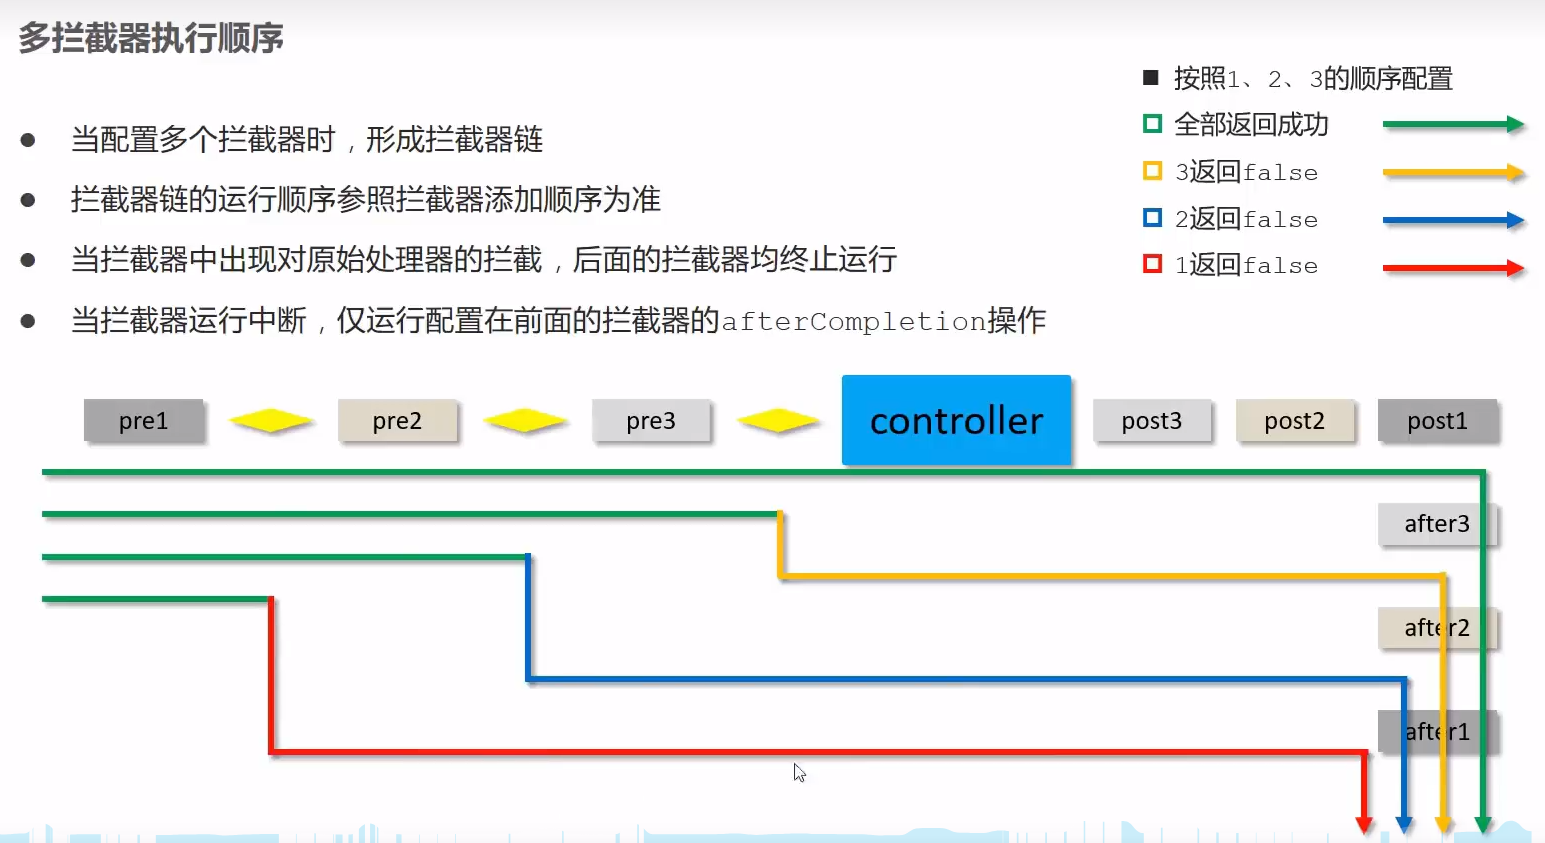 多拦截器执行顺序
当配置多个拦截器时，形成拦截器链
拦截器链的运行顺序参照拦截器添加顺序为准
当拦截器中出现对原始处理器的拦截，后面的拦截器均终止运行
当拦截器运行中断，仅运行配置在前面的拦截器的afterCompletion操作
按照1、2、3的顺序配置
全部返回成功
3返回false
2返回false
1返回false
pre1 pre2 pre3 controller post3 post2 post1
after3
after2
after1